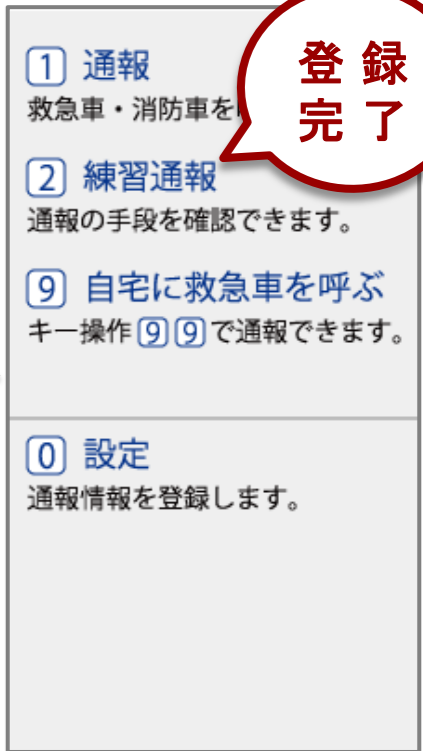 1 通報
救急車・消防車を
登録
完了
2 練習通報
通報の手段を確認できます。
9 自宅に救急車を呼ぶ
キー操作99で通報できます。
0 設定
通報情報を登録します。